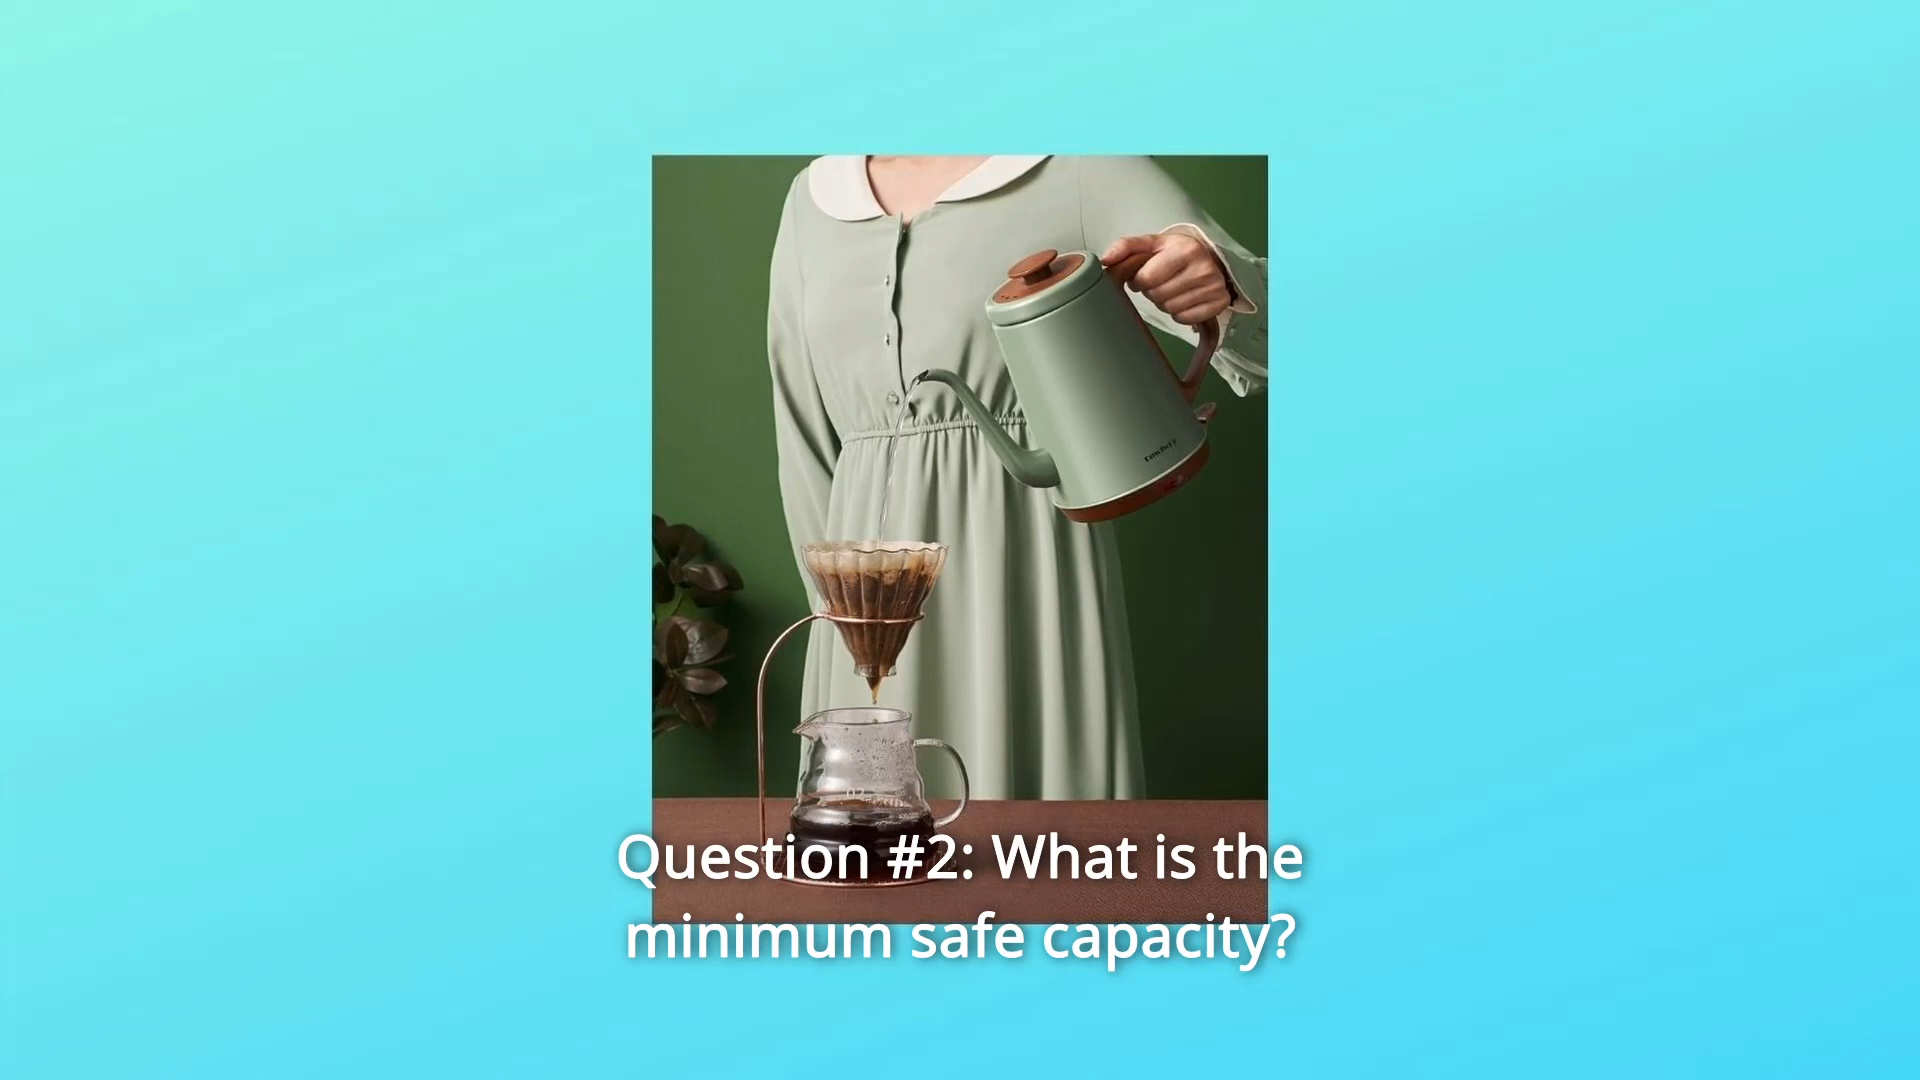 Question #2: What is the
minimum safe capacity?